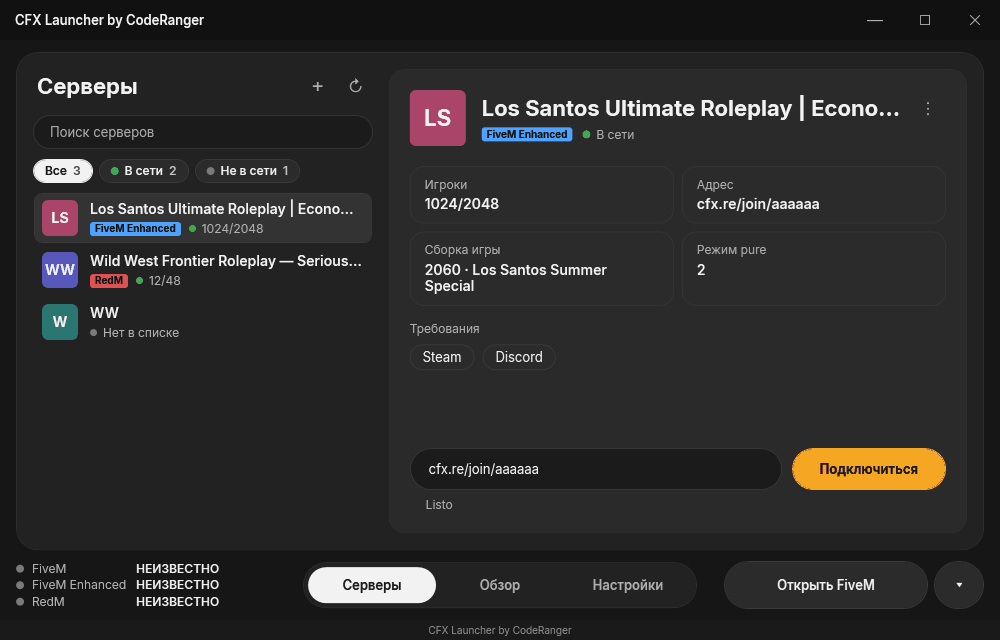 CFX Launcher by CodeRanger
Серверы
Поиск серверов
Все 3
В сети 2
Не в сети 1
LS
Los Santos Ultimate Roleplay | Econo...
FiveM Enhanced
1024/2048
WW
Wild West Frontier Roleplay — Serious...
RedM
12/48
W
WW
Нет в списке
LS
Los Santos Ultimate Roleplay | Econo...
FiveM Enhanced
В сети
Игроки
1024/2048
Адрес
cfx.re/join/aaaaaa
Сборка игры
2060 · Los Santos Summer
Special
Режим pure
2
Требования
Steam
Discord
cfx.re/join/aaaaaa
Подключиться
Listo
FiveM НЕИЗВЕСТНО
FiveM Enhanced НЕИЗВЕСТНО
RedM НЕИЗВЕСТНО
Серверы
Обзор
Настройки
Открыть FiveM
CFX Launcher by CodeRanger